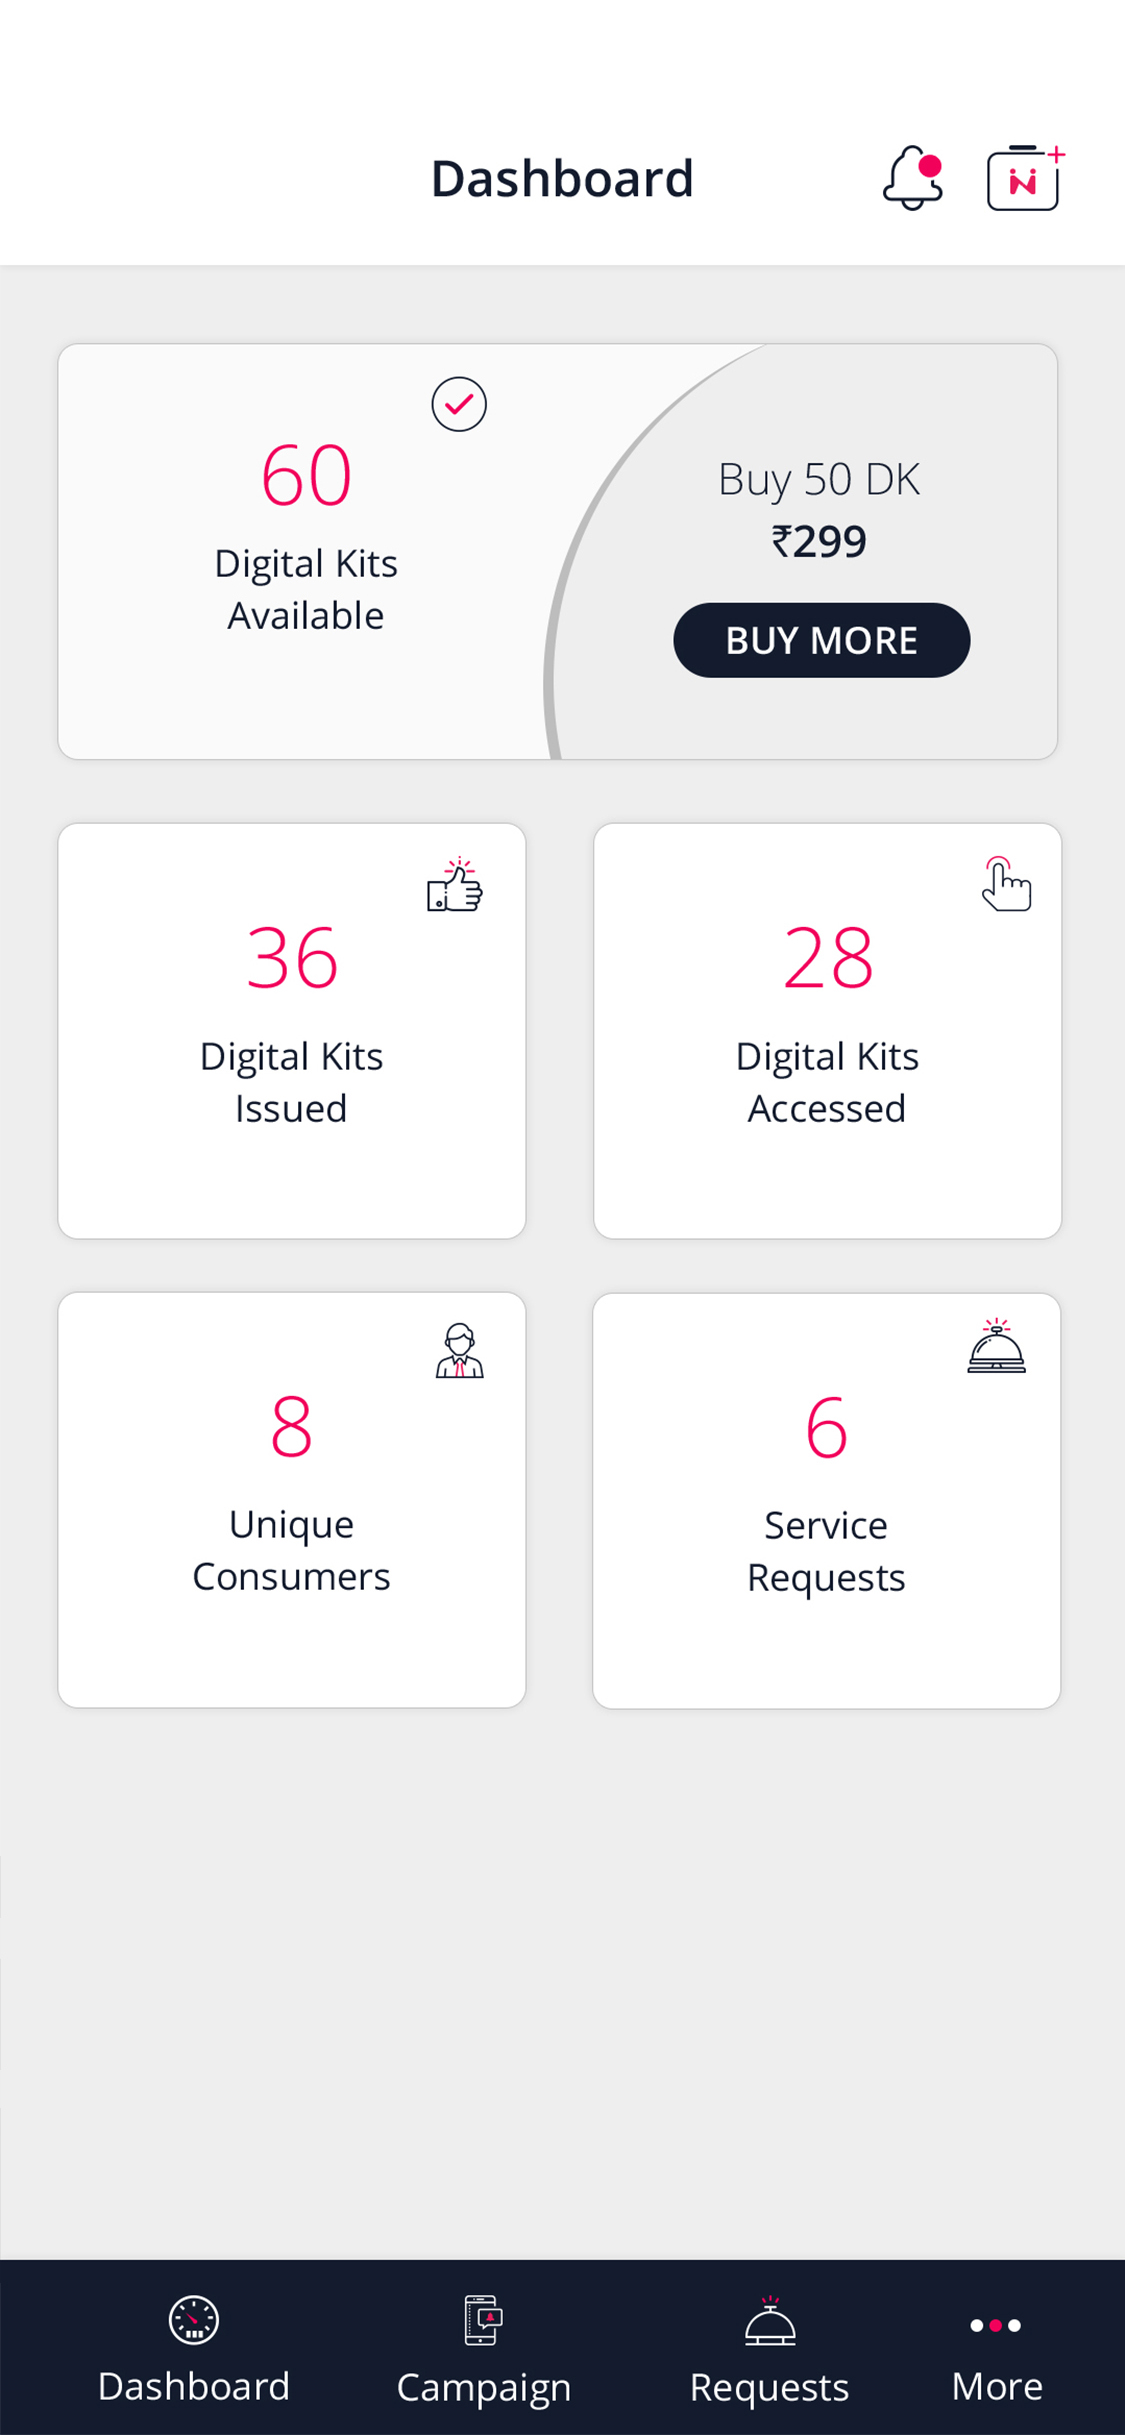 Dashboard
60
Digital Kits
Available
Buy 50 DK
₹299
BUY MORE
36
Digital Kits
Issued
28
Digital Kits
Accessed
8
Unique
Consumers
6
Service
Requests
Dashboard
Campaign
Requests
More